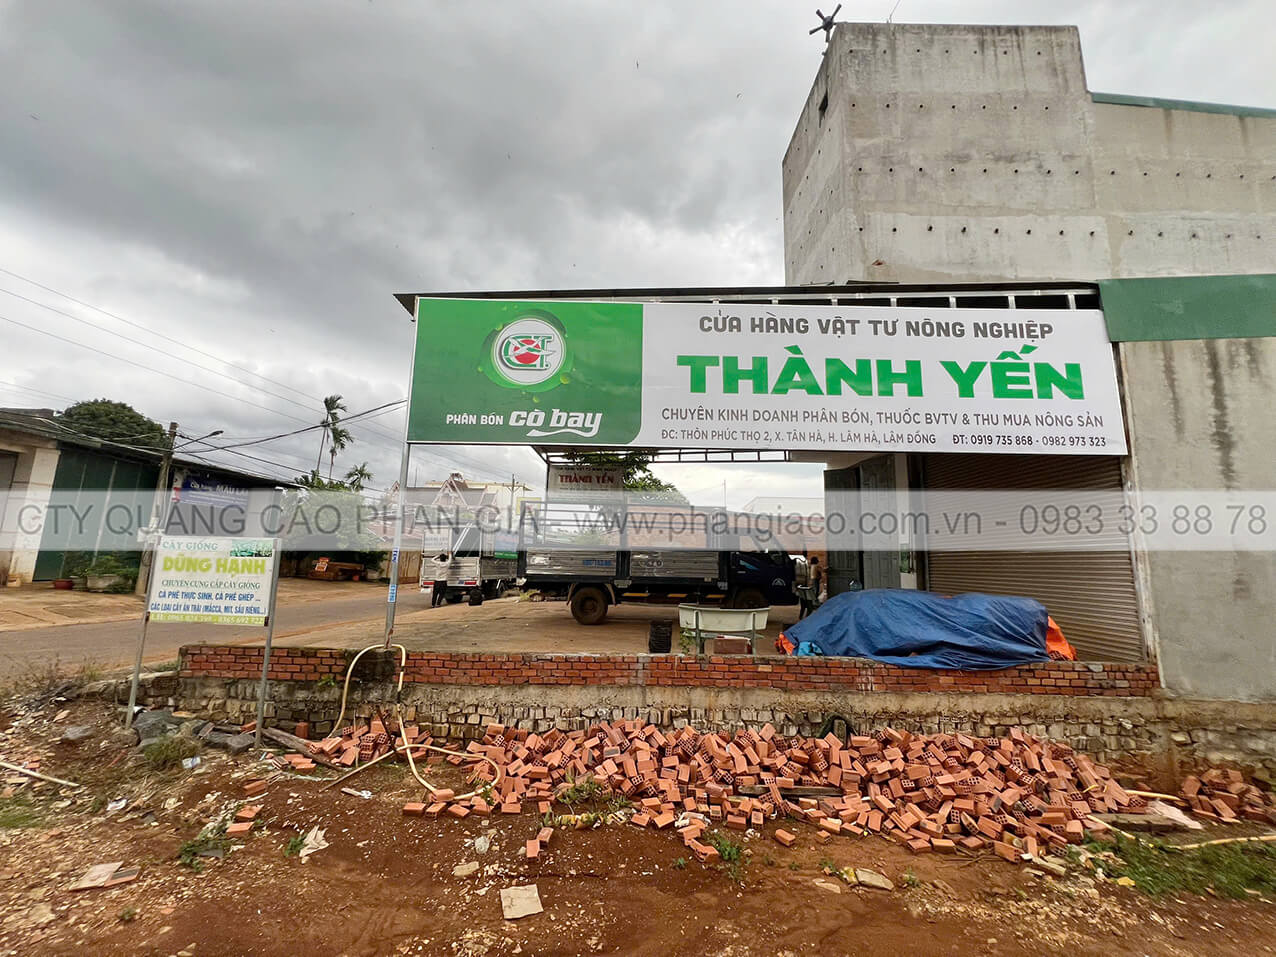 CỬA HÀNG VẬT TƯ NÔNG NGHIỆP
THÀNH YẾN
CHUYÊN KINH DOANH PHÂN BÓN, THUỐC BVTV & THU MUA NÔNG SẢN
ĐC: THÔN PHÚC THỌ 2, X. TÂN HÀ, H. LÂM HÀ, LÂM ĐỒNG ĐT: 0919 735 868 - 0982 973 323
PHÂN BÓN CÒ BAY
THÀNH YẾN
CTY QUẢNG CÁO PHAN GIA - www.phangiaco.com.vn - 0983 33 88 78
CÂY GIỐNG
DŨNG HẠNH
CHUYÊN CUNG CẤP CÂY GIỐNG
CÀ PHÊ THỰC SINH, CÀ PHÊ GHÉP ...
CÁC LOẠI CÂY ĂN TRÁI (MẮCCA, MÍT, SẦU RIÊNG...)